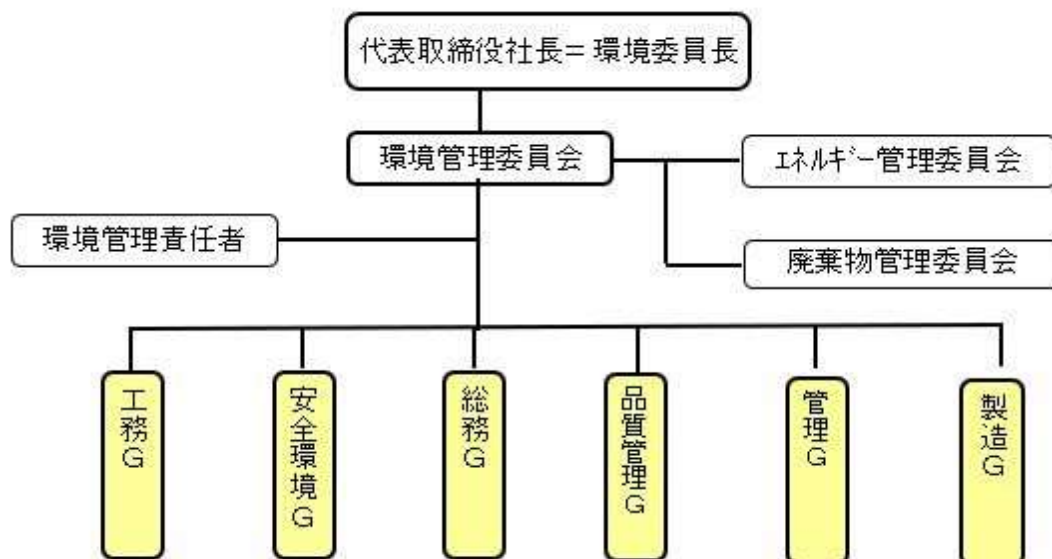 代表取締役社長=環境委員長
環境管理委員会
ｴﾈﾙｷﾞｰ管理委員会
環境管理責任者
廃棄物管理委員会
工務G
安全環境G
総務G
品質管理G
管理G
製造G